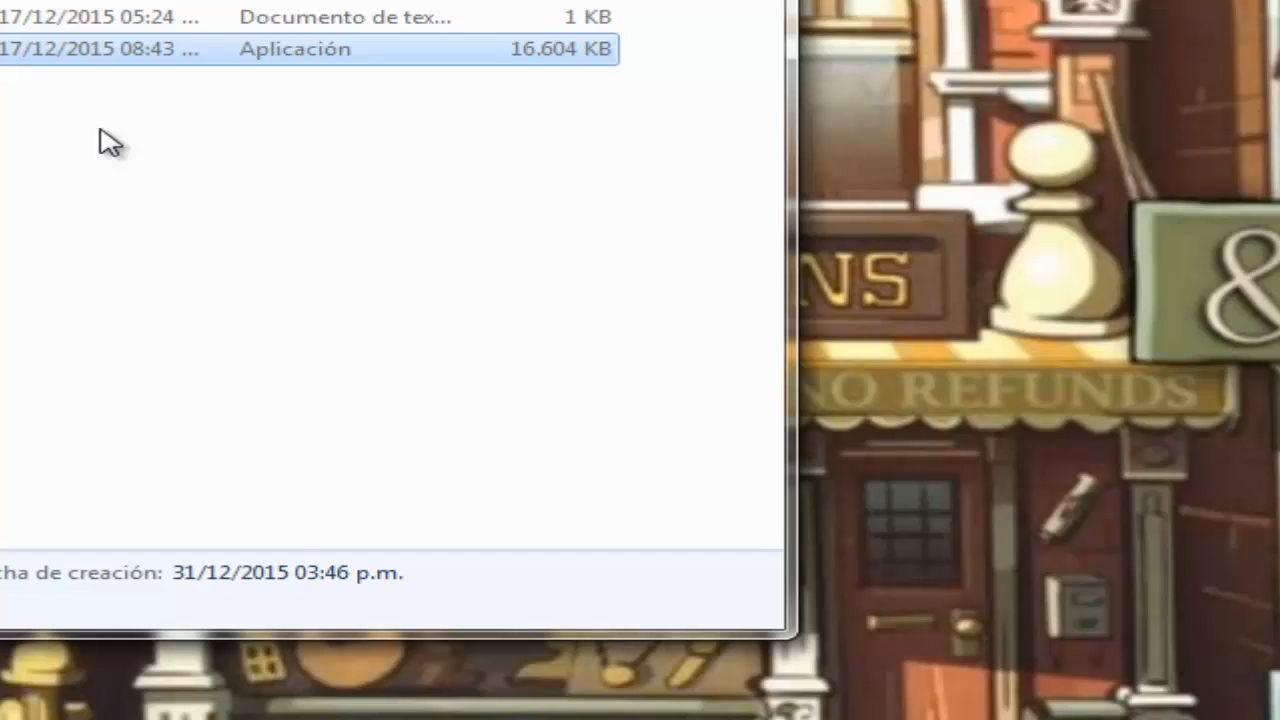 17/12/2015 05:24 ... Documento de tex... 1 KB
17/12/2015 08:43 ... Aplicación 16.604 KB
NS
&
NO REFUNDS
cha de creación: 31/12/2015 03:46 p.m.